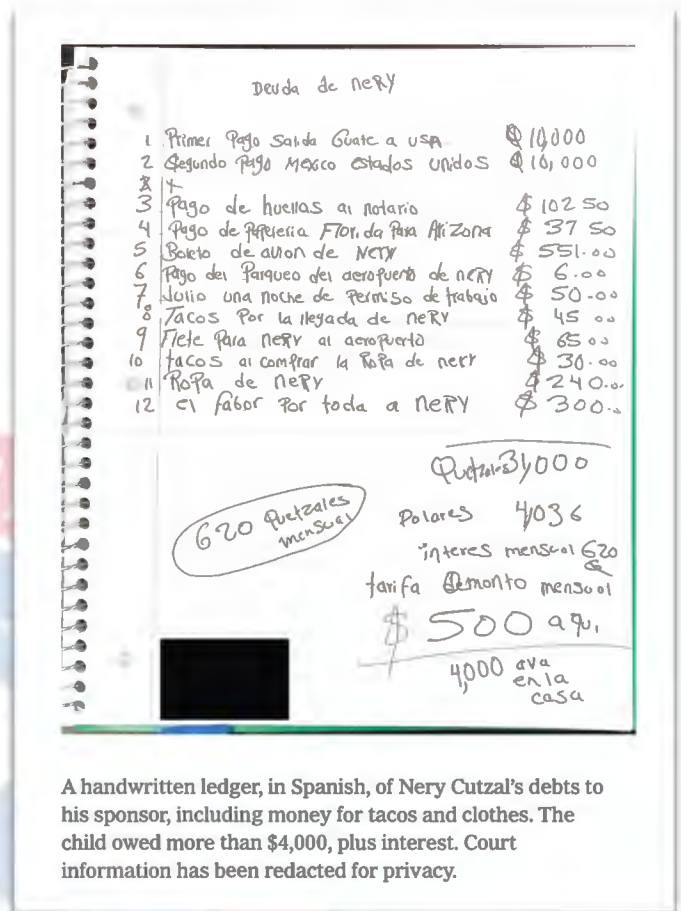 Deuda de neRY
1 Primer Pago Salida Guate a USA $ 10,000
2 Segundo Pago Mexico Estados Unidos $ 10,000
3 Pago de huellas al notario $ 102 50
4 Pago de Papeleria Florida Para Arizona $ 37 50
5 Boleto de avion de NERY $ 551.00
6 Pago del Parqueo del aeropuerto de neRY $ 6.00
7 Julio una noche de Permiso de trabajo $ 50.00
8 Tacos Por la llegada de neRY $ 45 00
9 Flete Para neRY al aeropuerto $ 65 00
10 tacos al comprar la RoPa de nery $ 30.00
11 RoPa de neRY $ 240.00
12 el fabor por toda a neRY $ 300.00
Quetzales 31,000
620 Quetzales
mensual
Dolares 4,036
interes mensual 620
tarifa monto mensual
$ 500 aqui
4,000 ava
en la
casa
A handwritten ledger, in Spanish, of Nery Cutzal’s debts to
his sponsor, including money for tacos and clothes. The
child owed more than $4,000, plus interest. Court
information has been redacted for privacy.